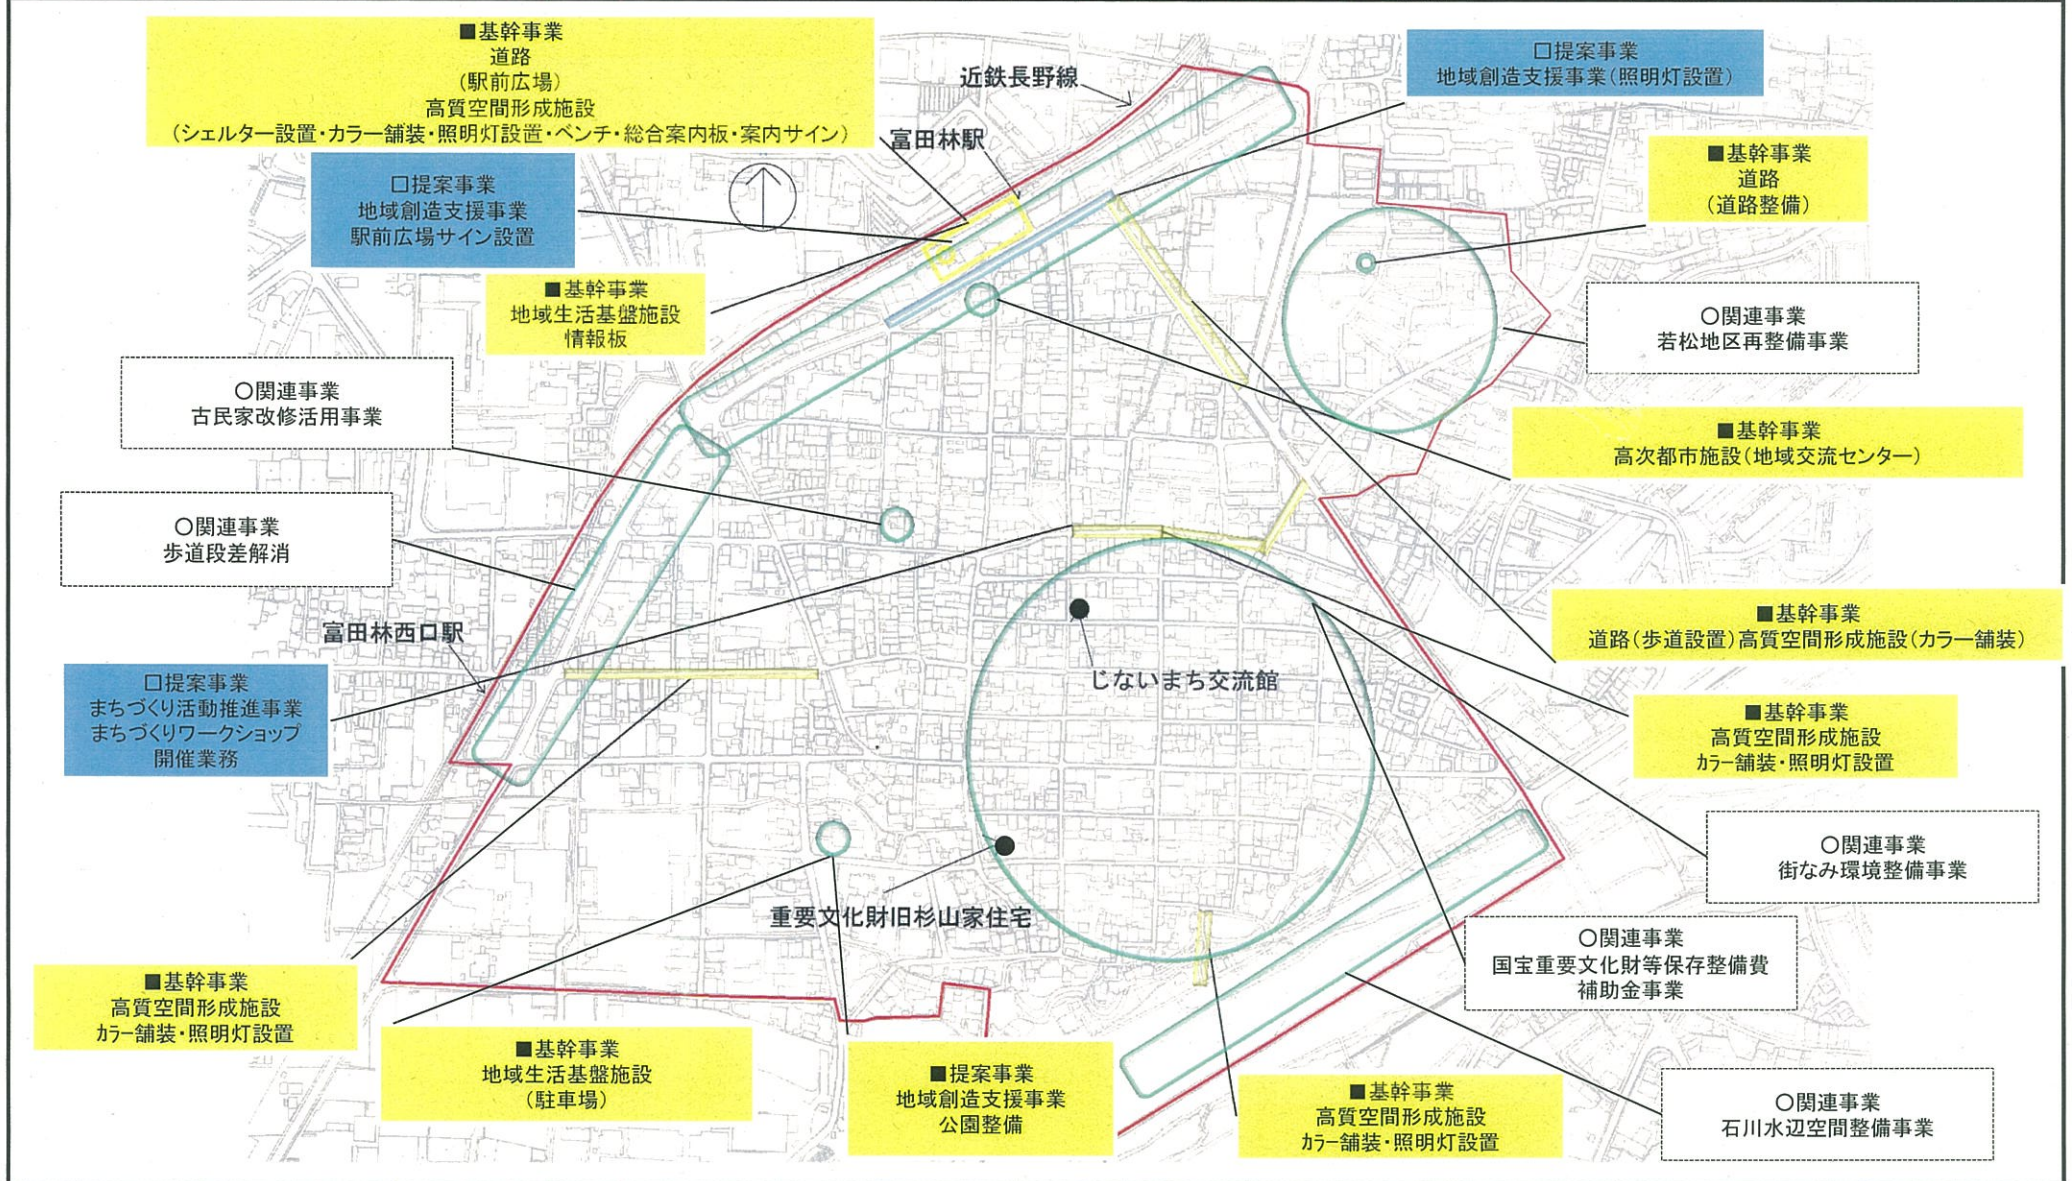 ■基幹事業
道路
(駅前広場)
高質空間形成施設
(シェルター設置・カラー舗装・照明灯設置・ベンチ・総合案内板・案内サイン)
近鉄長野線
□提案事業
地域創造支援事業(照明灯設置)
富田林駅
■基幹事業
道路
(道路整備)
□提案事業
地域創造支援事業
駅前広場サイン設置
■基幹事業
地域生活基盤施設
情報板
○関連事業
若松地区再整備事業
○関連事業
古民家改修活用事業
■基幹事業
高次都市施設(地域交流センター)
○関連事業
歩道段差解消
富田林西口駅
■基幹事業
道路(歩道設置)高質空間形成施設(カラー舗装)
じないまち交流館
□提案事業
まちづくり活動推進事業
まちづくりワークショップ
開催業務
■基幹事業
高質空間形成施設
カラー舗装・照明灯設置
○関連事業
街なみ環境整備事業
重要文化財旧杉山家住宅
○関連事業
国宝重要文化財等保存整備費
補助金事業
■基幹事業
高質空間形成施設
カラー舗装・照明灯設置
■基幹事業
地域生活基盤施設
(駐車場)
■提案事業
地域創造支援事業
公園整備
■基幹事業
高質空間形成施設
カラー舗装・照明灯設置
○関連事業
石川水辺空間整備事業